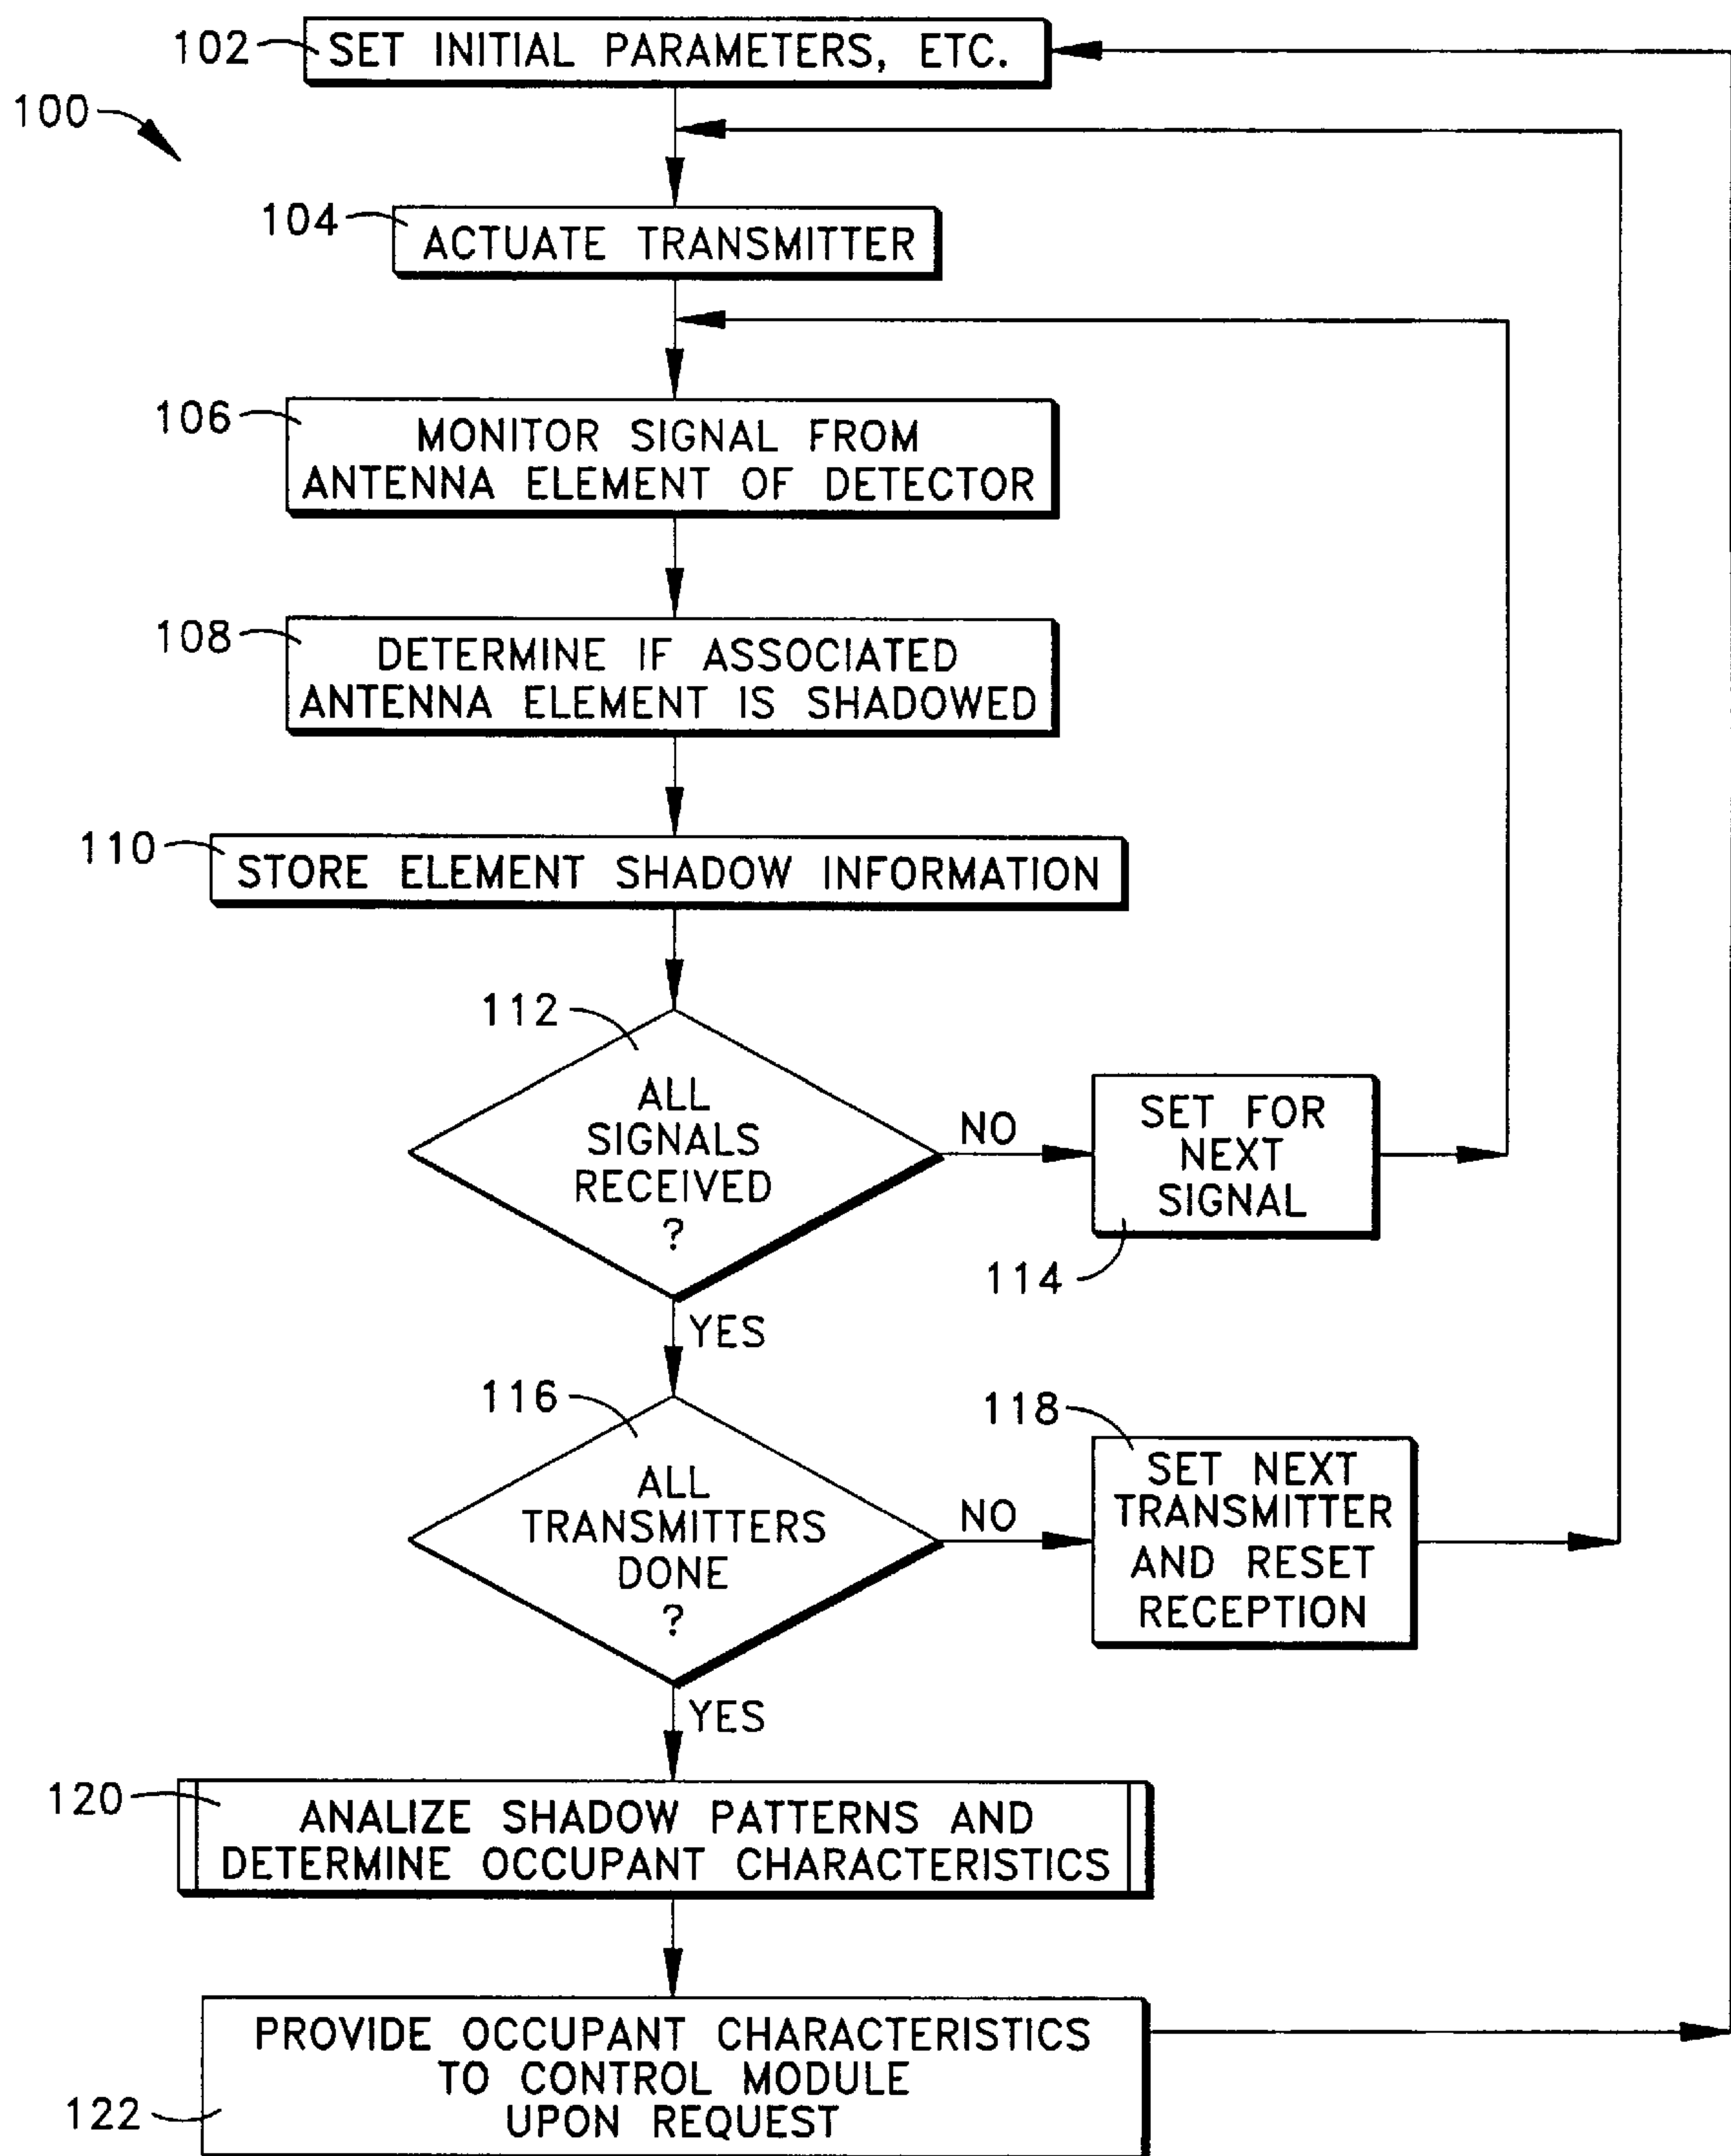 102
SET INITIAL PARAMETERS, ETC.
100
104
ACTUATE TRANSMITTER
106
MONITOR SIGNAL FROM
ANTENNA ELEMENT OF DETECTOR
108
DETERMINE IF ASSOCIATED
ANTENNA ELEMENT IS SHADOWED
110
STORE ELEMENT SHADOW INFORMATION
112
ALL
SIGNALS
RECEIVED
?
NO
SET FOR
NEXT
SIGNAL
114
YES
116
ALL
TRANSMITTERS
DONE
?
NO
118
SET NEXT
TRANSMITTER
AND RESET
RECEPTION
YES
120
ANALIZE SHADOW PATTERNS AND
DETERMINE OCCUPANT CHARACTERISTICS
PROVIDE OCCUPANT CHARACTERISTICS
TO CONTROL MODULE
UPON REQUEST
122